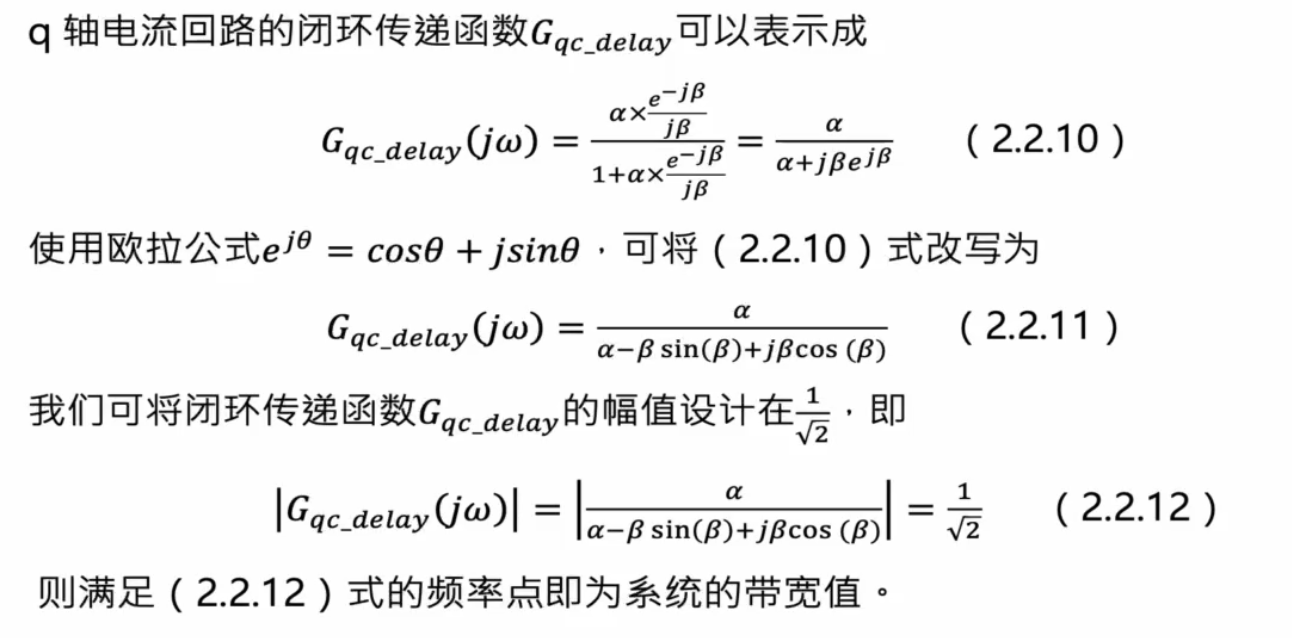 q 轴电流回路的闭环传递函数$G_{qc\_delay}$可以表示成
$G_{qc\_delay}(j\omega) = \frac{\alpha \times \frac{e^{-j\beta}}{j\beta}}{1+\alpha \times \frac{e^{-j\beta}}{j\beta}} = \frac{\alpha}{\alpha + j\beta e^{j\beta}}$ （2.2.10）
使用欧拉公式$e^{j\theta} = cos\theta + jsin\theta$，可将（2.2.10）式改写为
$G_{qc\_delay}(j\omega) = \frac{\alpha}{\alpha - \beta \sin(\beta) + j\beta \cos(\beta)}$ （2.2.11）
我们可将闭环传递函数$G_{qc\_delay}$的幅值设计在$\frac{1}{\sqrt{2}}$，即
$|G_{qc\_delay}(j\omega)| = \left|\frac{\alpha}{\alpha - \beta \sin(\beta) + j\beta \cos(\beta)}\right| = \frac{1}{\sqrt{2}}$ （2.2.12）
则满足（2.2.12）式的频率点即为系统的带宽值。